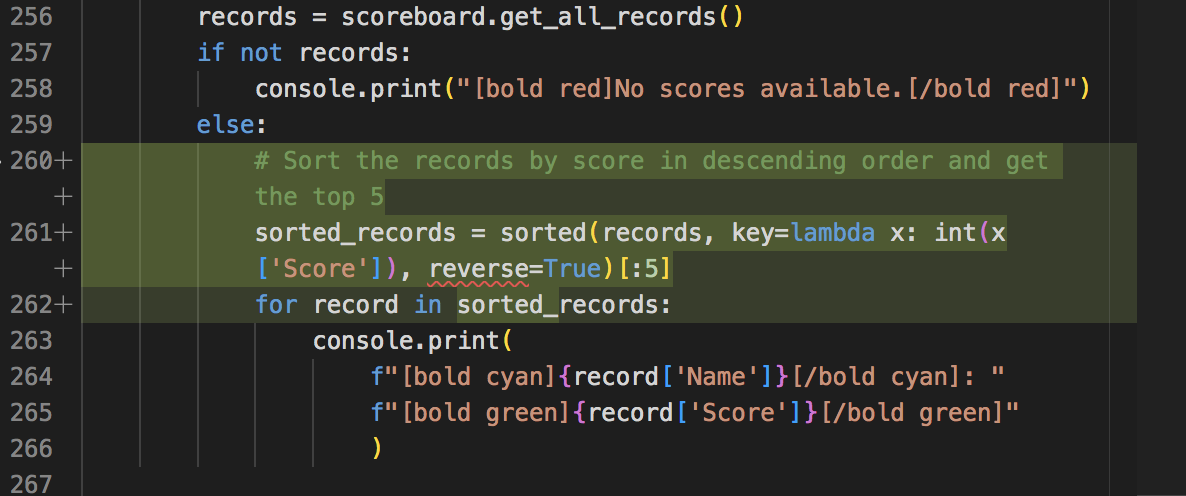 256 records = scoreboard.get_all_records()
257 if not records:
258 console.print("[bold red]No scores available.[/bold red]")
259 else:
260+ # Sort the records by score in descending order and get
+ the top 5
261+ sorted_records = sorted(records, key=lambda x: int(x
+ ['Score']), reverse=True)[:5]
262+ for record in sorted_records:
263 console.print(
264 f"[bold cyan]{record['Name']}[/bold cyan]: "
265 f"[bold green]{record['Score']}[/bold green]"
266 )
267